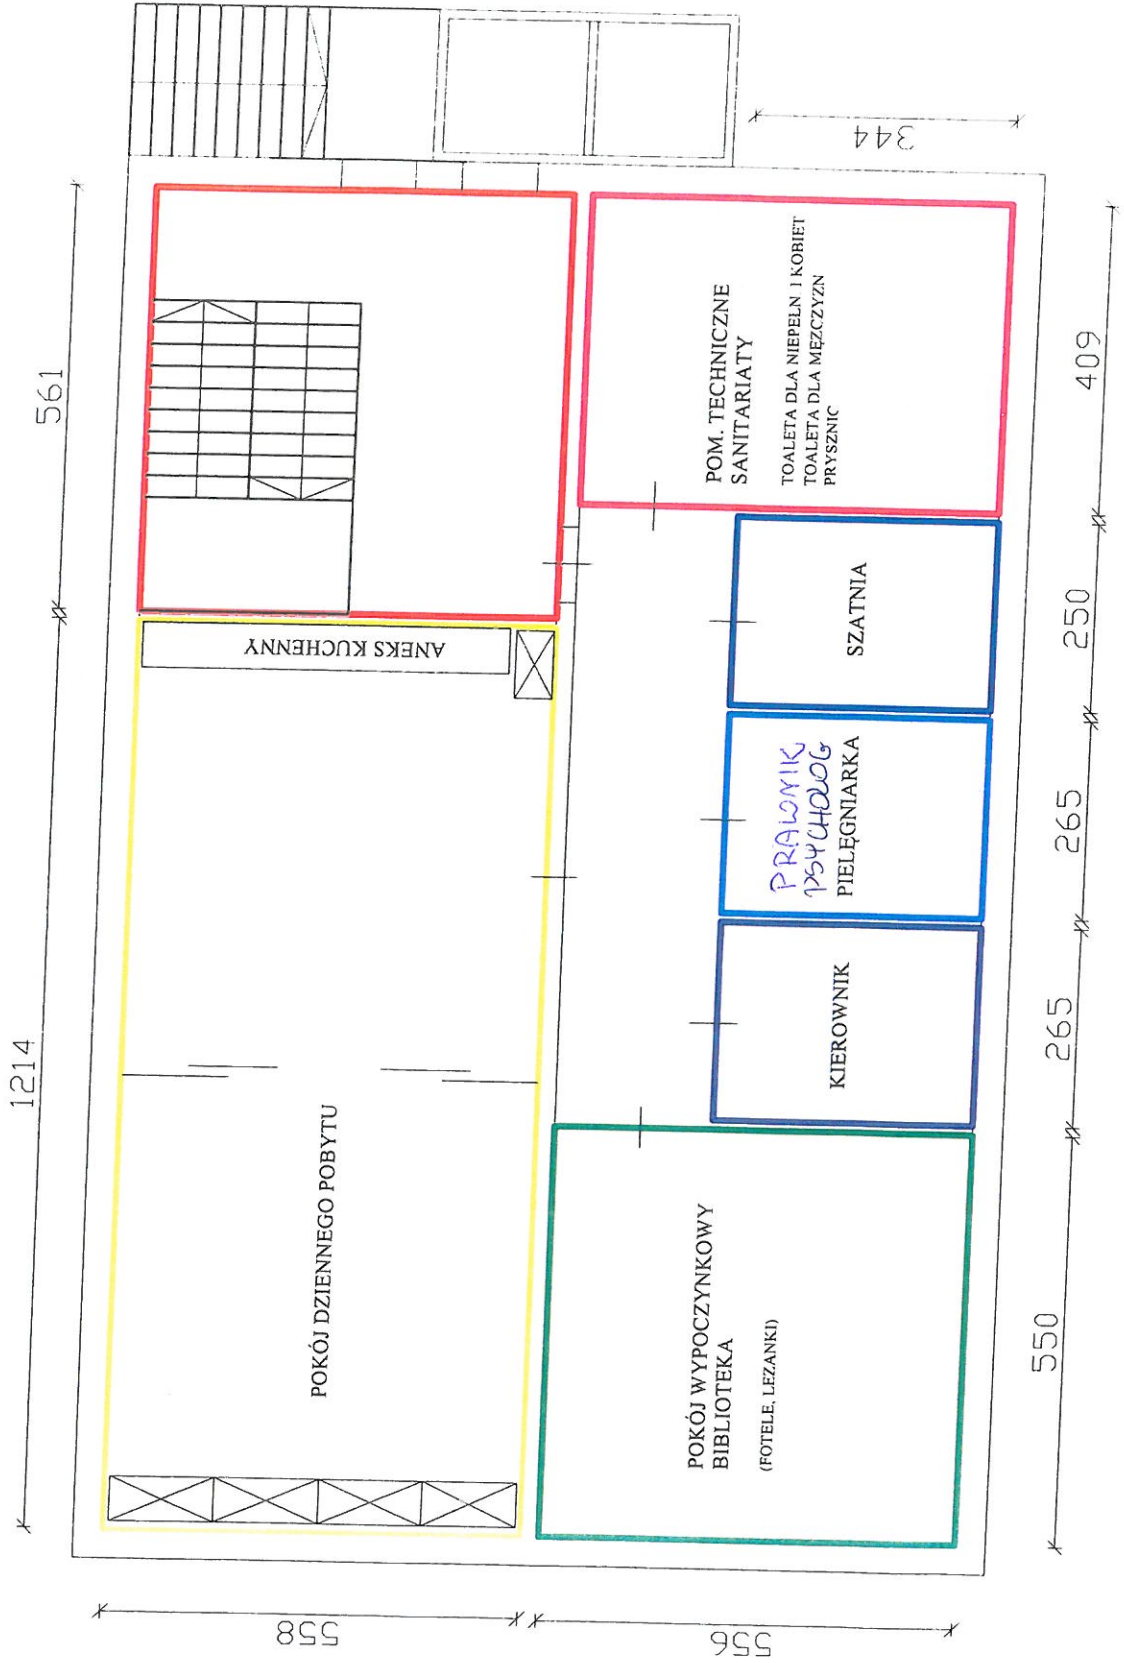 1214
561
558
POKÓJ DZIENNEGO POBYTU
ANEKS KUCHENNY
556
POKÓJ WYPOCZYNKOWY
BIBLIOTEKA
(FOTELE, LEZANKI)
KIEROWNIK
PRAWNIK
PSYCHOLOG
PIELĘGNIARKA
SZATNIA
POM. TECHNICZNE
SANITARIATY
TOALETA DLA NIEPEŁN I KOBIET
TOALETA DLA MĘŻCZYZN
PRYSZNIC
344
550
265
265
250
409